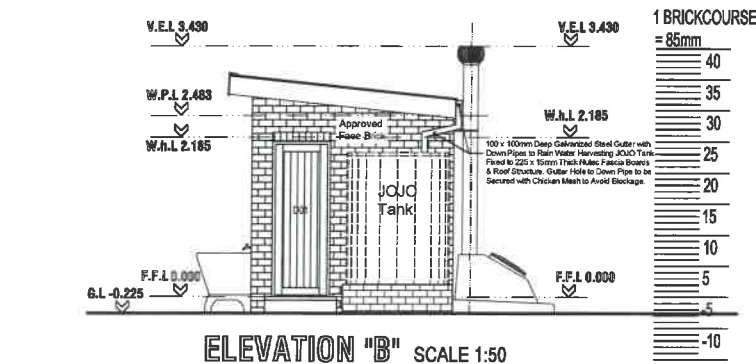 V.E.L 3.430
V.E.L 3.430
1 BRICKCOURSE
= 85mm
40
W.P.L 2.483
35
W.h.L 2.185
30
Approved
Face Brick
W.h.L 2.185
100 x 100mm Deep Galvanized Steel Gutter with
Down Pipes to Rain Water Harvesting JOJO Tank
Fixed to 225 x 15mm Thick Nutec Fascia Boards
& Roof Structure. Gutter Hole to Down Pipe to be
Secured with Chicken Mesh to Avoid Blockage.
25
20
JOJO
Tank
D01
15
10
F.F.L 0.000
F.F.L 0.000
5
G.L -0.225
-5
-10
ELEVATION "B" SCALE 1:50